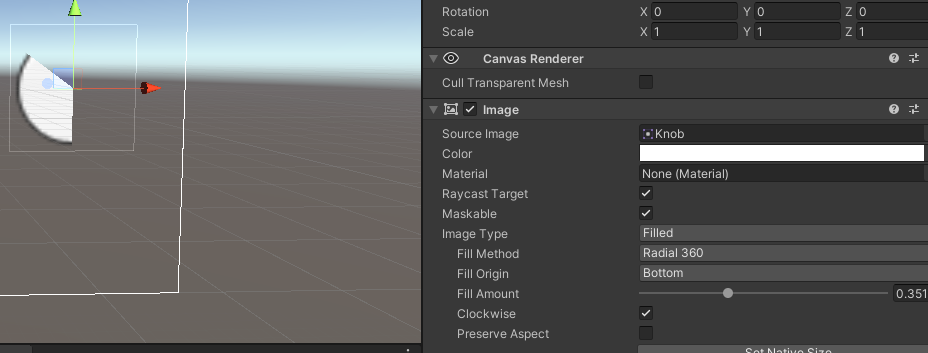 Rotation X 0 Y 0 Z 0
Scale X 1 Y 1 Z 1
Canvas Renderer
Cull Transparent Mesh
Image
Source Image Knob
Color
Material None (Material)
Raycast Target
Maskable
Image Type Filled
Fill Method Radial 360
Fill Origin Bottom
Fill Amount 0.351
Clockwise
Preserve Aspect
Set Native Size